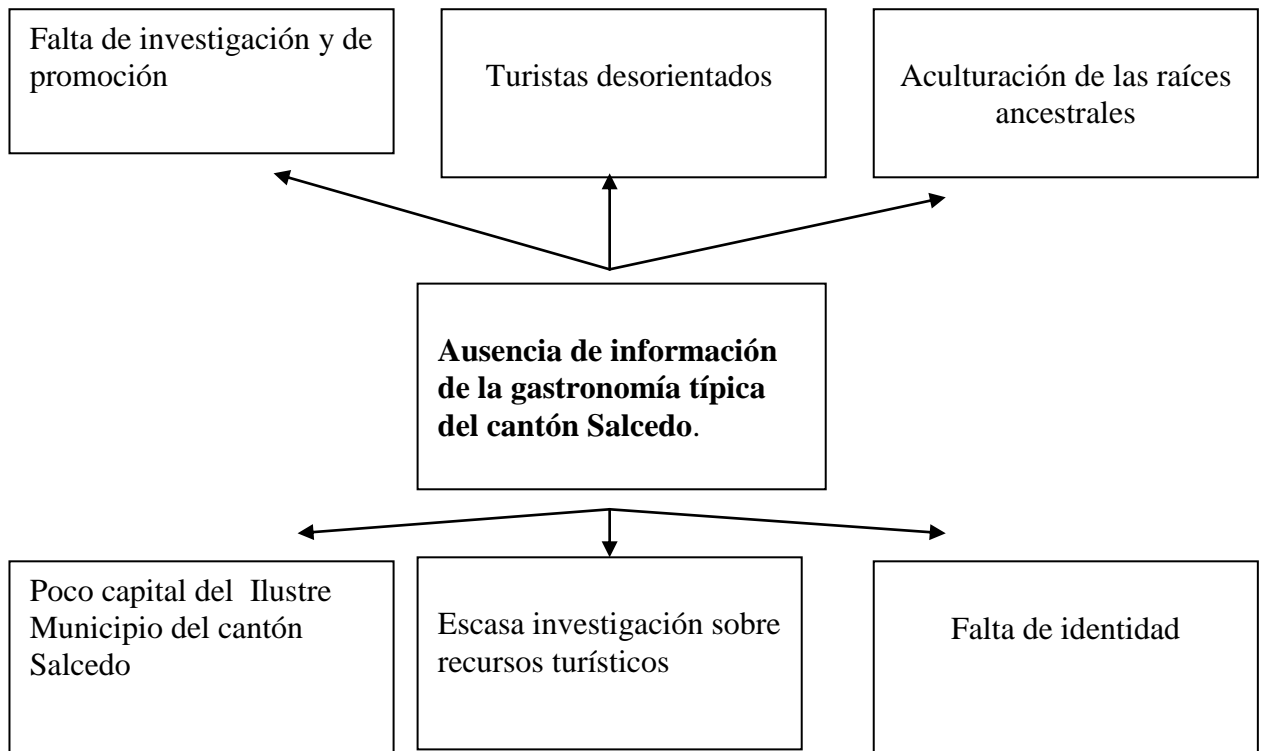 Falta de investigación y de
promoción
Turistas desorientados
Aculturación de las raíces
ancestrales
Ausencia de información
de la gastronomía típica
del cantón Salcedo.
Poco capital del Ilustre
Municipio del cantón
Salcedo
Escasa investigación sobre
recursos turísticos
Falta de identidad